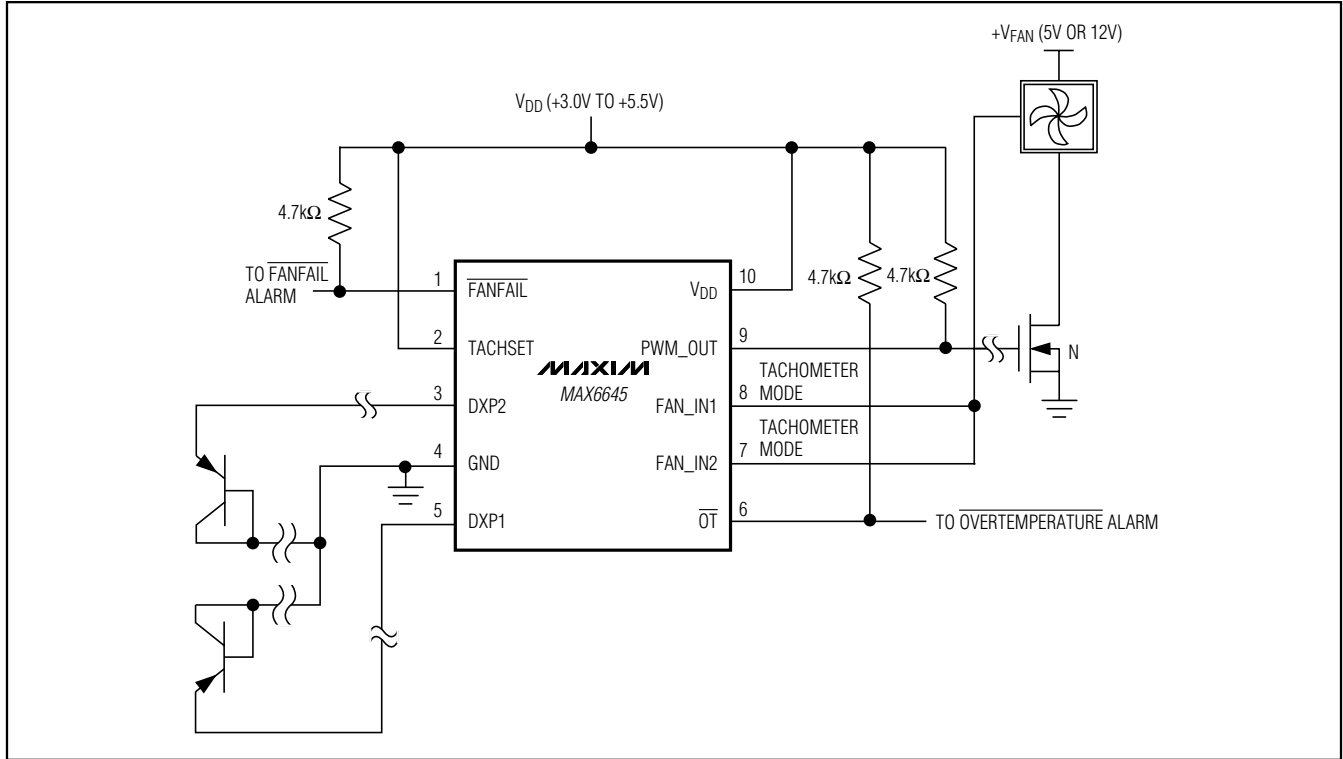 +VFAN (5V OR 12V)
VDD (+3.0V TO +5.5V)
4.7kΩ
4.7kΩ
4.7kΩ
TO FANFAIL
ALARM
1
FANFAIL
VDD
10
2
TACHSET
PWM_OUT
9
N
MAXIM
MAX6645
TACHOMETER
MODE
3
DXP2
FAN_IN1
8
TACHOMETER
MODE
4
GND
FAN_IN2
7
5
DXP1
OT
6
TO OVERTEMPERATURE ALARM